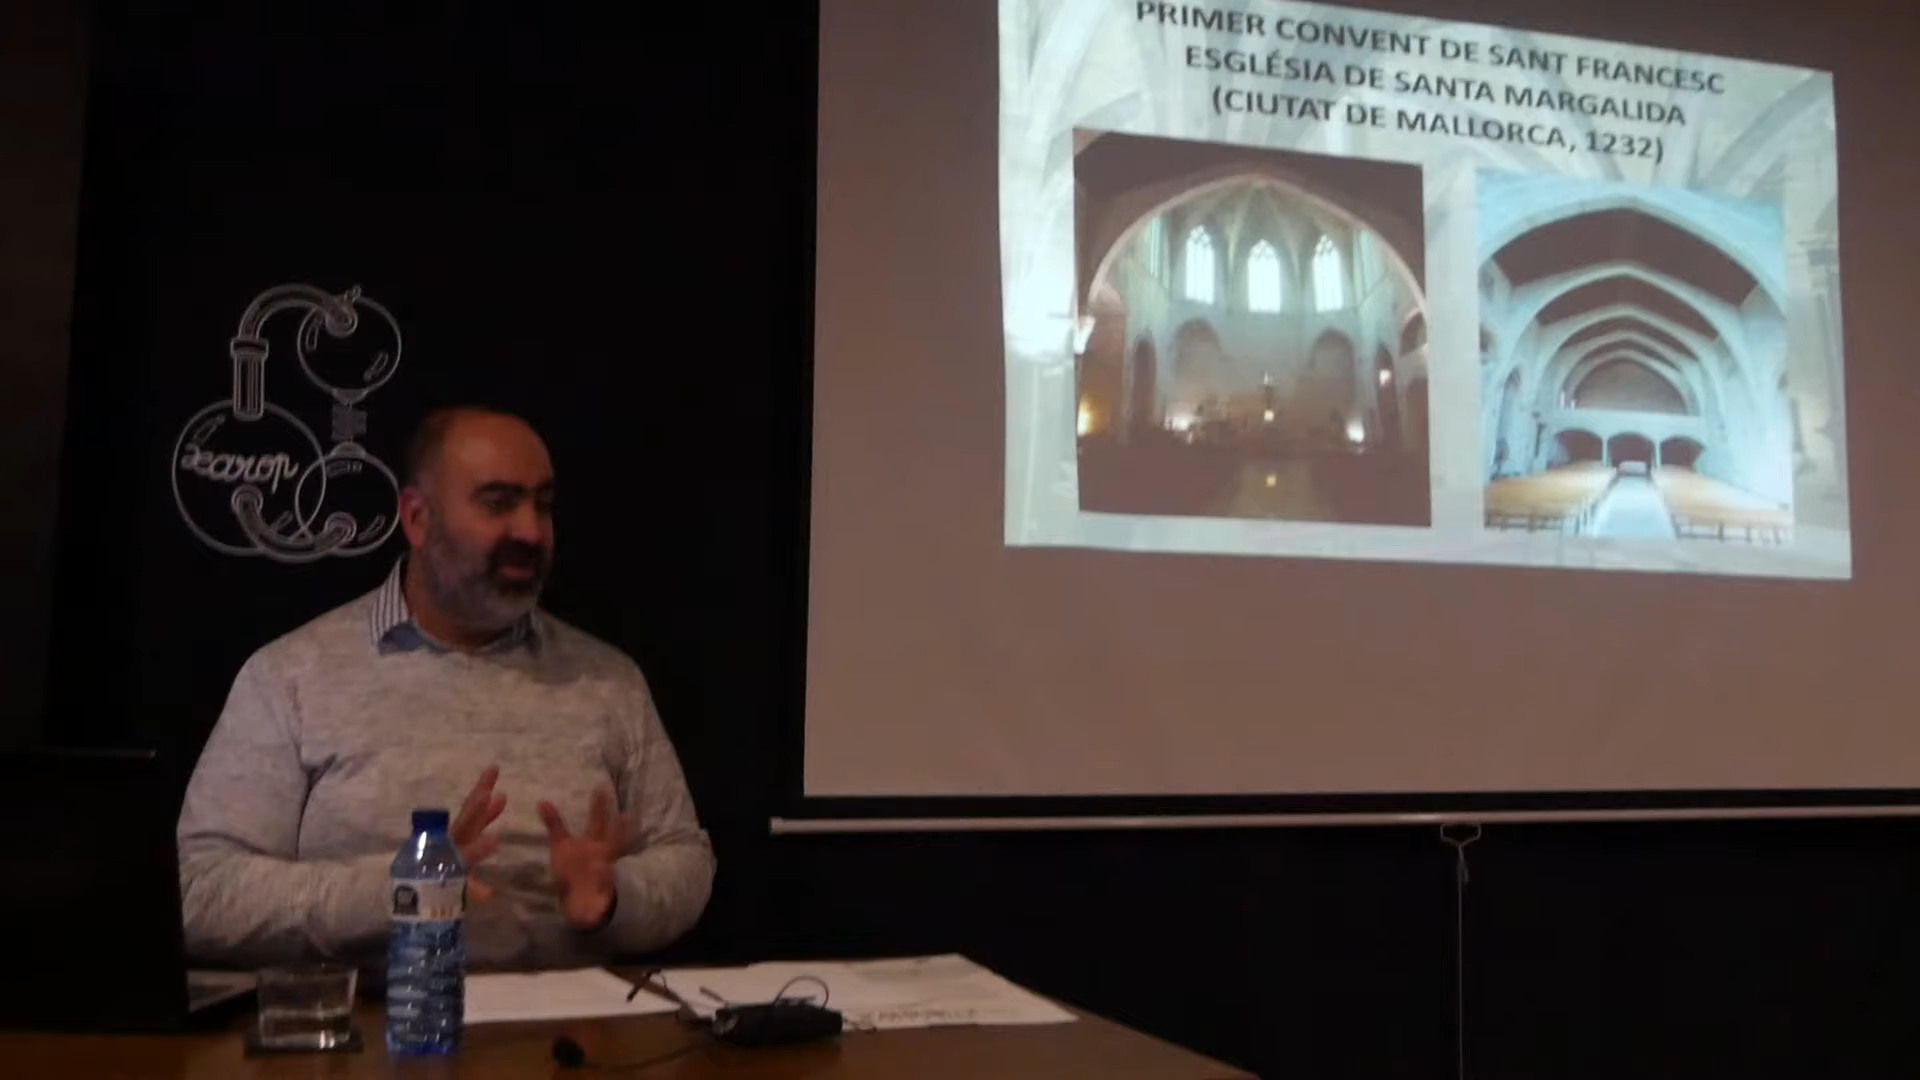 PRIMER CONVENT DE SANT FRANCESC
ESGLÉSIA DE SANTA MARGALIDA
(CIUTAT DE MALLORCA, 1232)